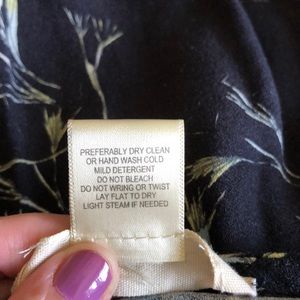 PREFERABLY DRY CLEAN
OR HAND WASH COLD
MILD DETERGENT
DO NOT BLEACH
DO NOT WRING OR TWIST
LAY FLAT TO DRY
LIGHT STEAM IF NEEDED